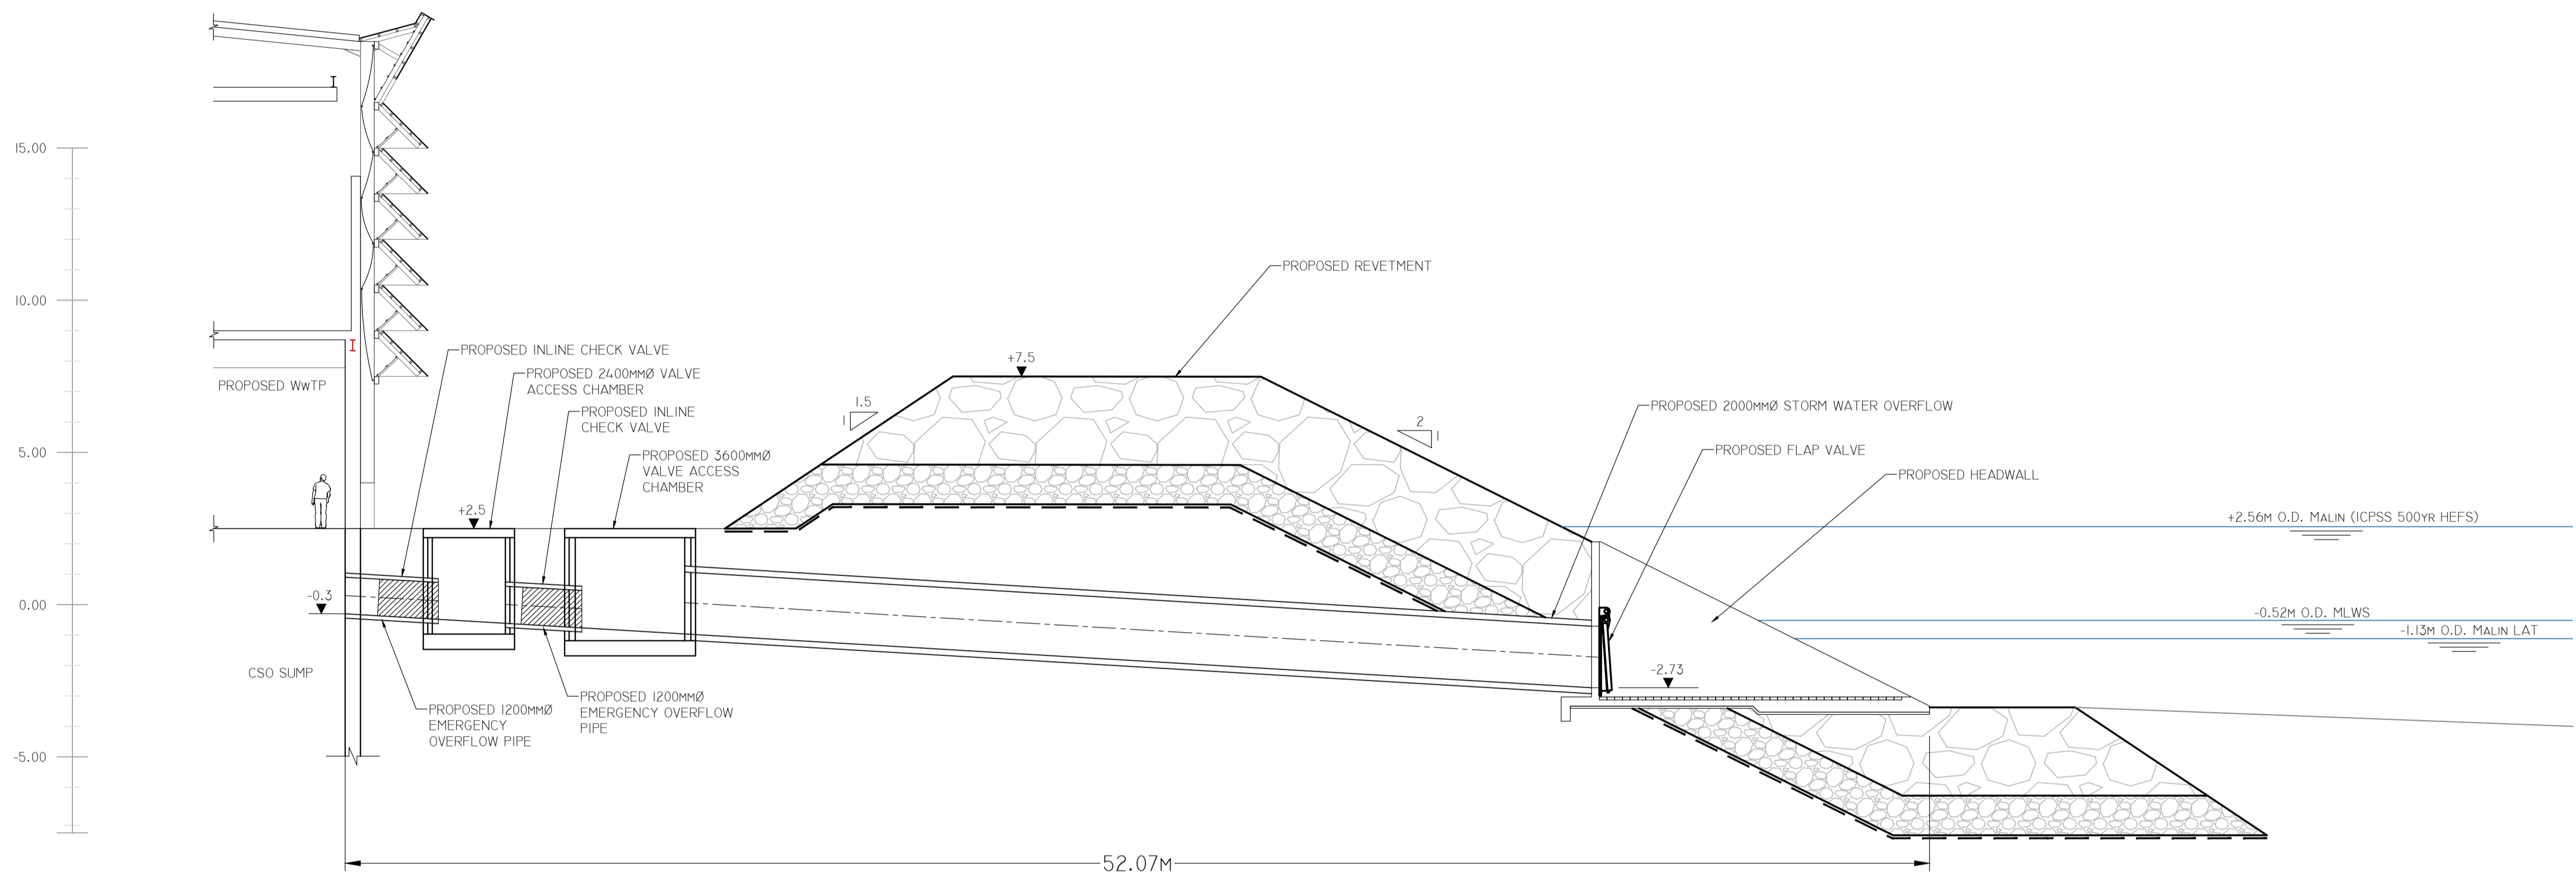 15.00
10.00
5.00
0.00
-5.00
PROPOSED REVETMENT
PROPOSED INLINE CHECK VALVE
PROPOSED 2400MMØ VALVE
ACCESS CHAMBER
PROPOSED WWTP
PROPOSED INLINE
CHECK VALVE
PROPOSED 3600MMØ
VALVE ACCESS
CHAMBER
+7.5
1.5
1
2
1
PROPOSED 2000MMØ STORM WATER OVERFLOW
PROPOSED FLAP VALVE
PROPOSED HEADWALL
+2.5
+2.56M O.D. MALIN (ICPSS 500YR HEFS)
-0.3
-0.52M O.D. MLWS
-1.13M O.D. MALIN LAT
-2.73
CSO SUMP
PROPOSED 1200MMØ
EMERGENCY
OVERFLOW PIPE
PROPOSED 1200MMØ
EMERGENCY OVERFLOW
PIPE
52.07M